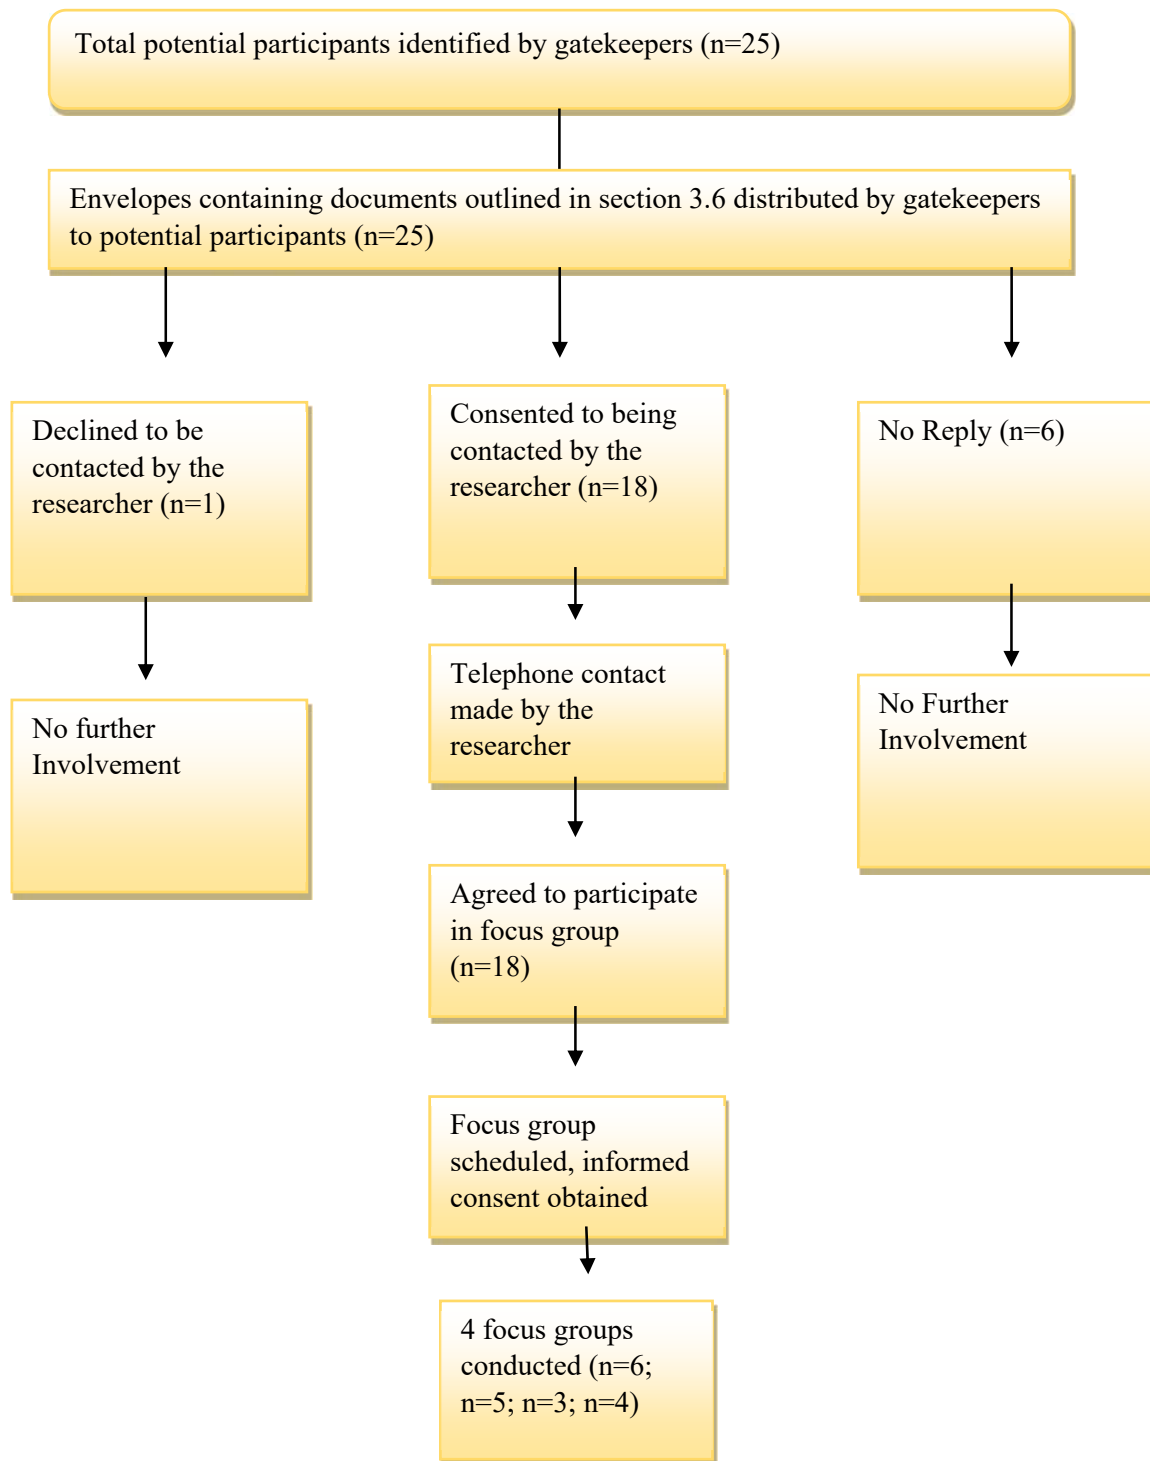 Total potential participants identified by gatekeepers (n=25)
Envelopes containing documents outlined in section 3.6 distributed by gatekeepers
to potential participants (n=25)
Declined to be
contacted by the
researcher (n=1)
Consented to being
contacted by the
researcher (n=18)
No Reply (n=6)
No further
Involvement
Telephone contact
made by the
researcher
No Further
Involvement
Agreed to participate
in focus group
(n=18)
Focus group
scheduled, informed
consent obtained
4 focus groups
conducted (n=6;
n=5; n=3; n=4)